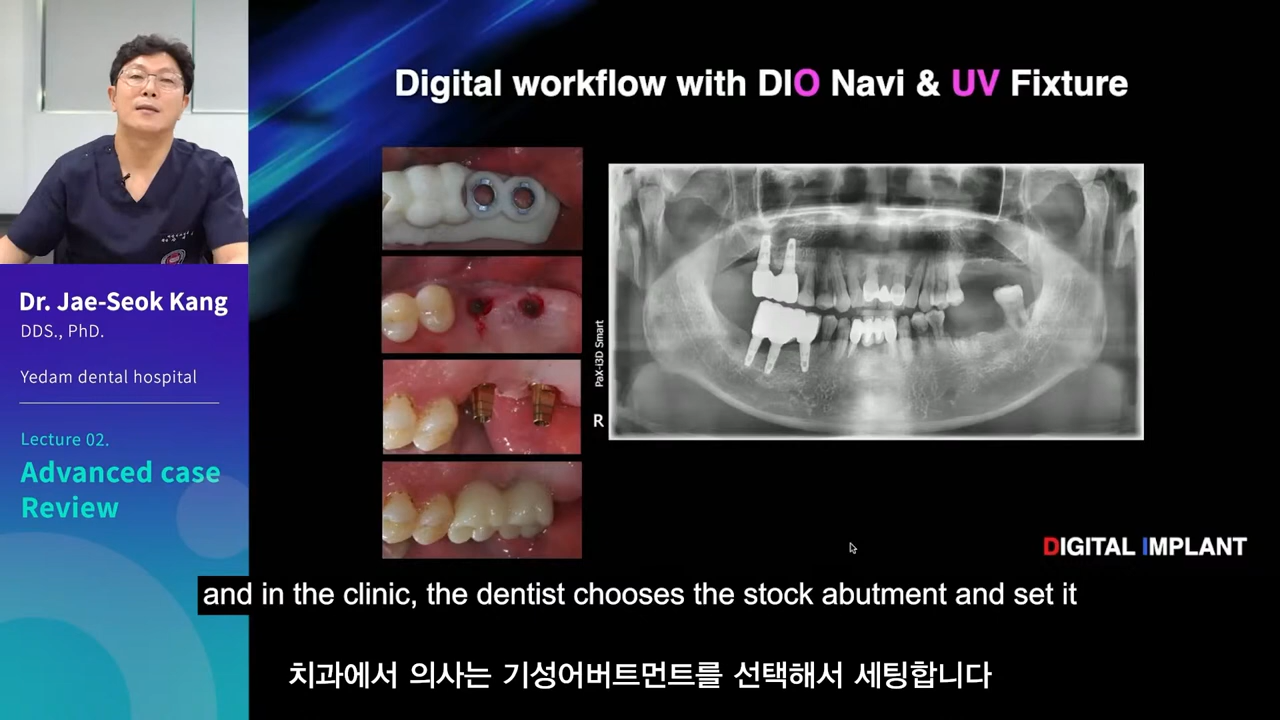 Digital workflow with DIO Navi & UV Fixture
Dr. Jae-Seok Kang
DDS., PhD.
Yedam dental hospital
Lecture 02.
Advanced case
Review
PaX-i3D Smart
R
DIGITAL IMPLANT
and in the clinic, the dentist chooses the stock abutment and set it
치과에서 의사는 기성어버트먼트를 선택해서 세팅합니다